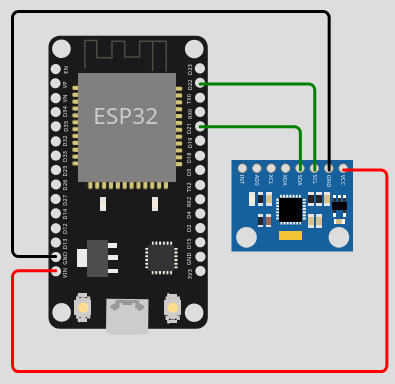 EN
VP
VN
D34
D35
D32
D33
D25
D26
D27
D14
D12
D13
GND
VIN
ESP32
D23
D22
TX0
RX0
D21
D19
D18
D5
TX2
RX2
D4
D2
D15
GND
3V3
INT
AD0
XCL
XDA
SDA
SCL
GND
VCC